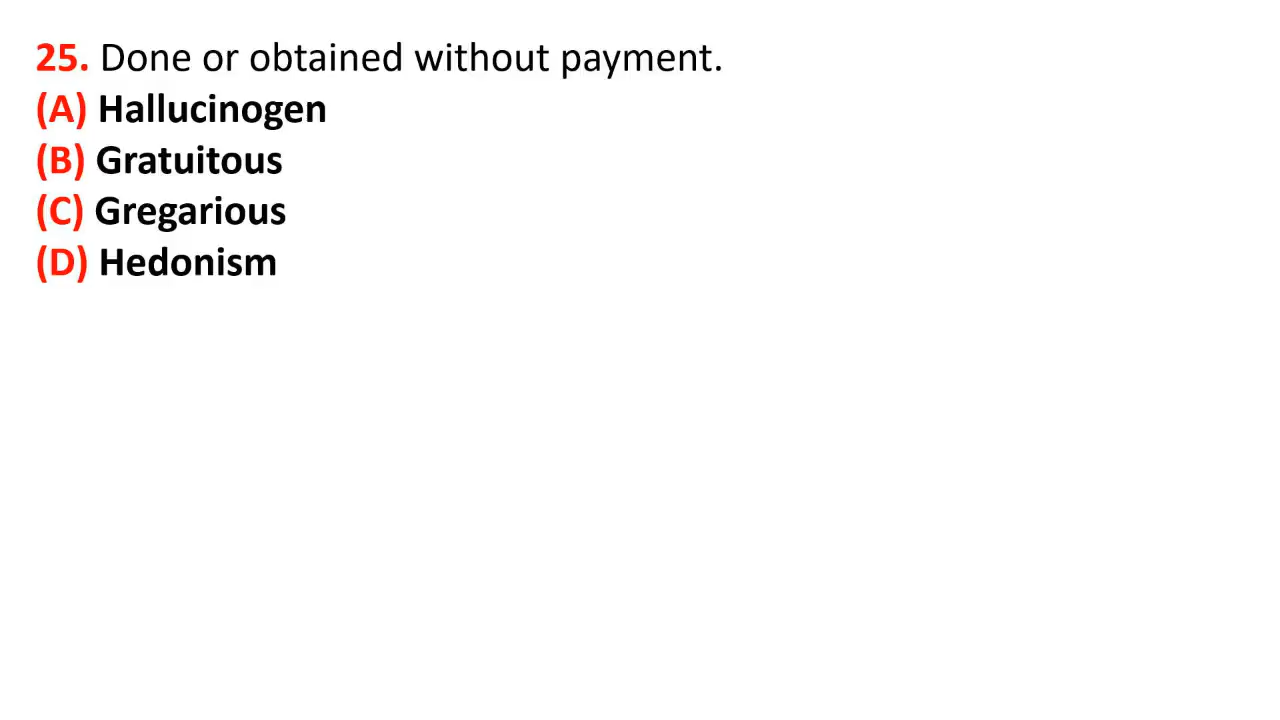 25. Done or obtained without payment.
(A) Hallucinogen
(B) Gratuitous
(C) Gregarious
(D) Hedonism